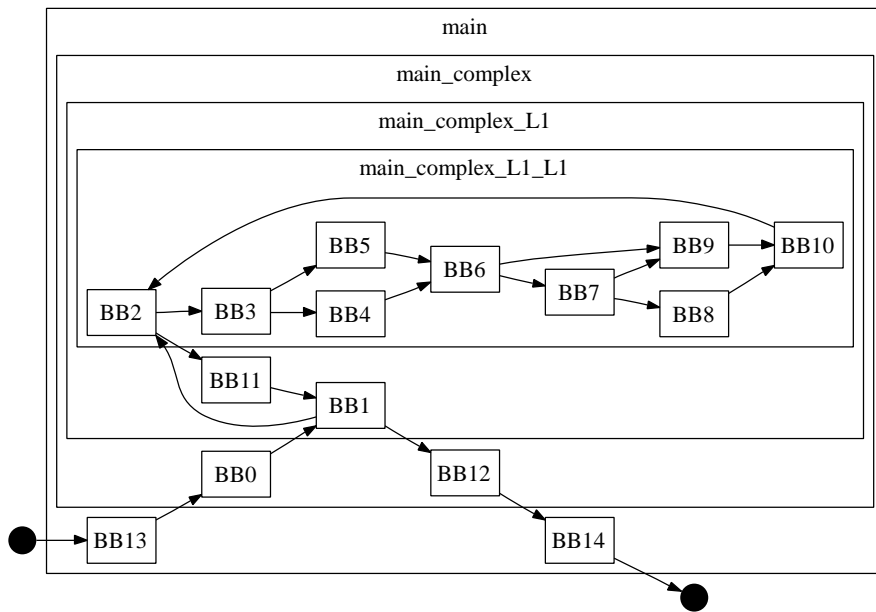 main
main_complex
main_complex_L1
main_complex_L1_L1
BB5
BB9
BB10
BB6
BB7
BB2
BB3
BB4
BB8
BB11
BB1
BB0
BB12
BB13
BB14